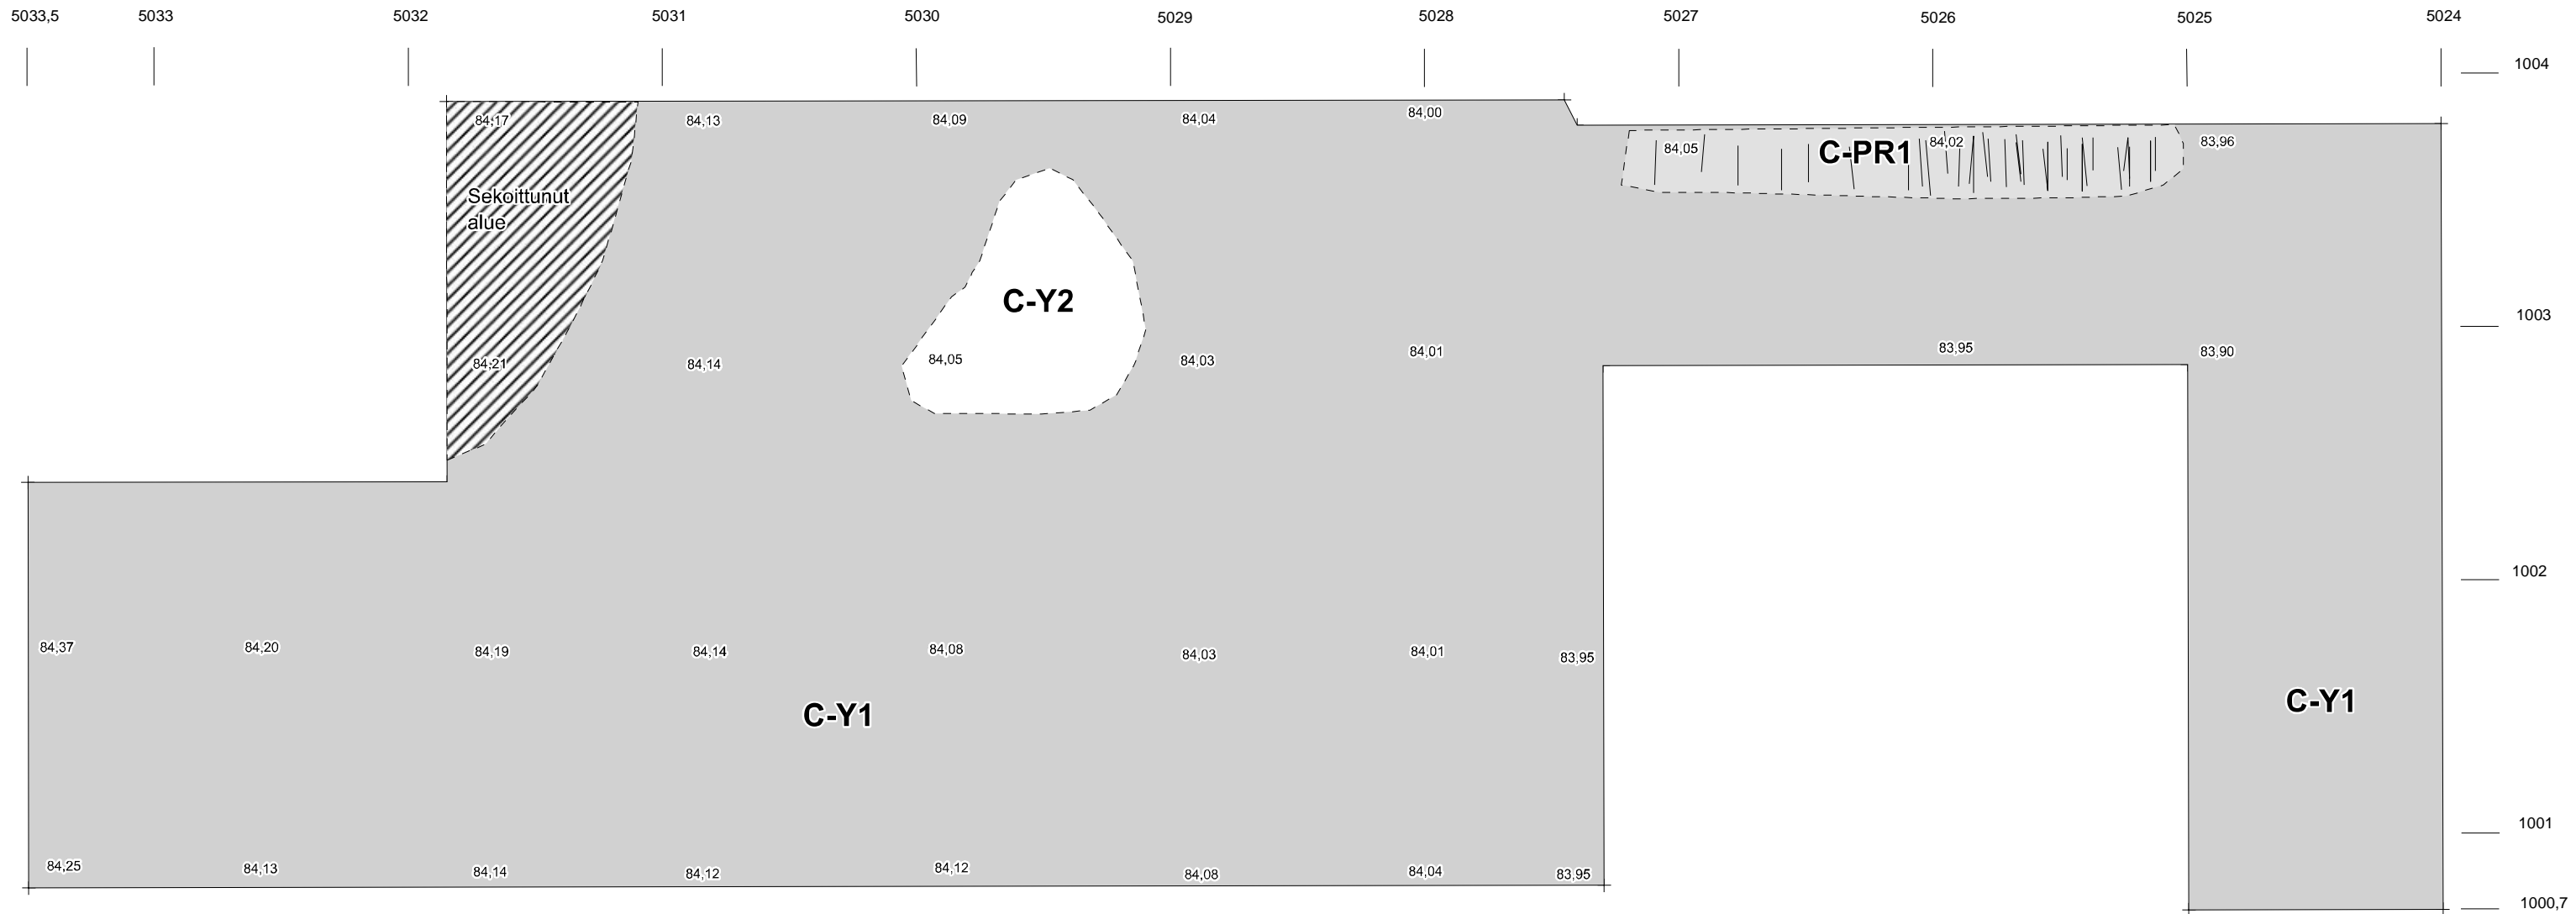 5033,5 5033 5032 5031 5030 5029 5028 5027 5026 5025 5024
1004
84,17 84,13 84,09 84,04 84,00
84,05 C-PR1 84,02 83,96
Sekoittunut
alue
C-Y2
1003
84,21 84,14 84,05 84,03 84,01 83,95 83,90
1002
84,37 84,20 84,19 84,14 84,08 84,03 84,01 83,95
C-Y1 C-Y1
1001
84,25 84,13 84,14 84,12 84,12 84,08 84,04 83,95
1000,7